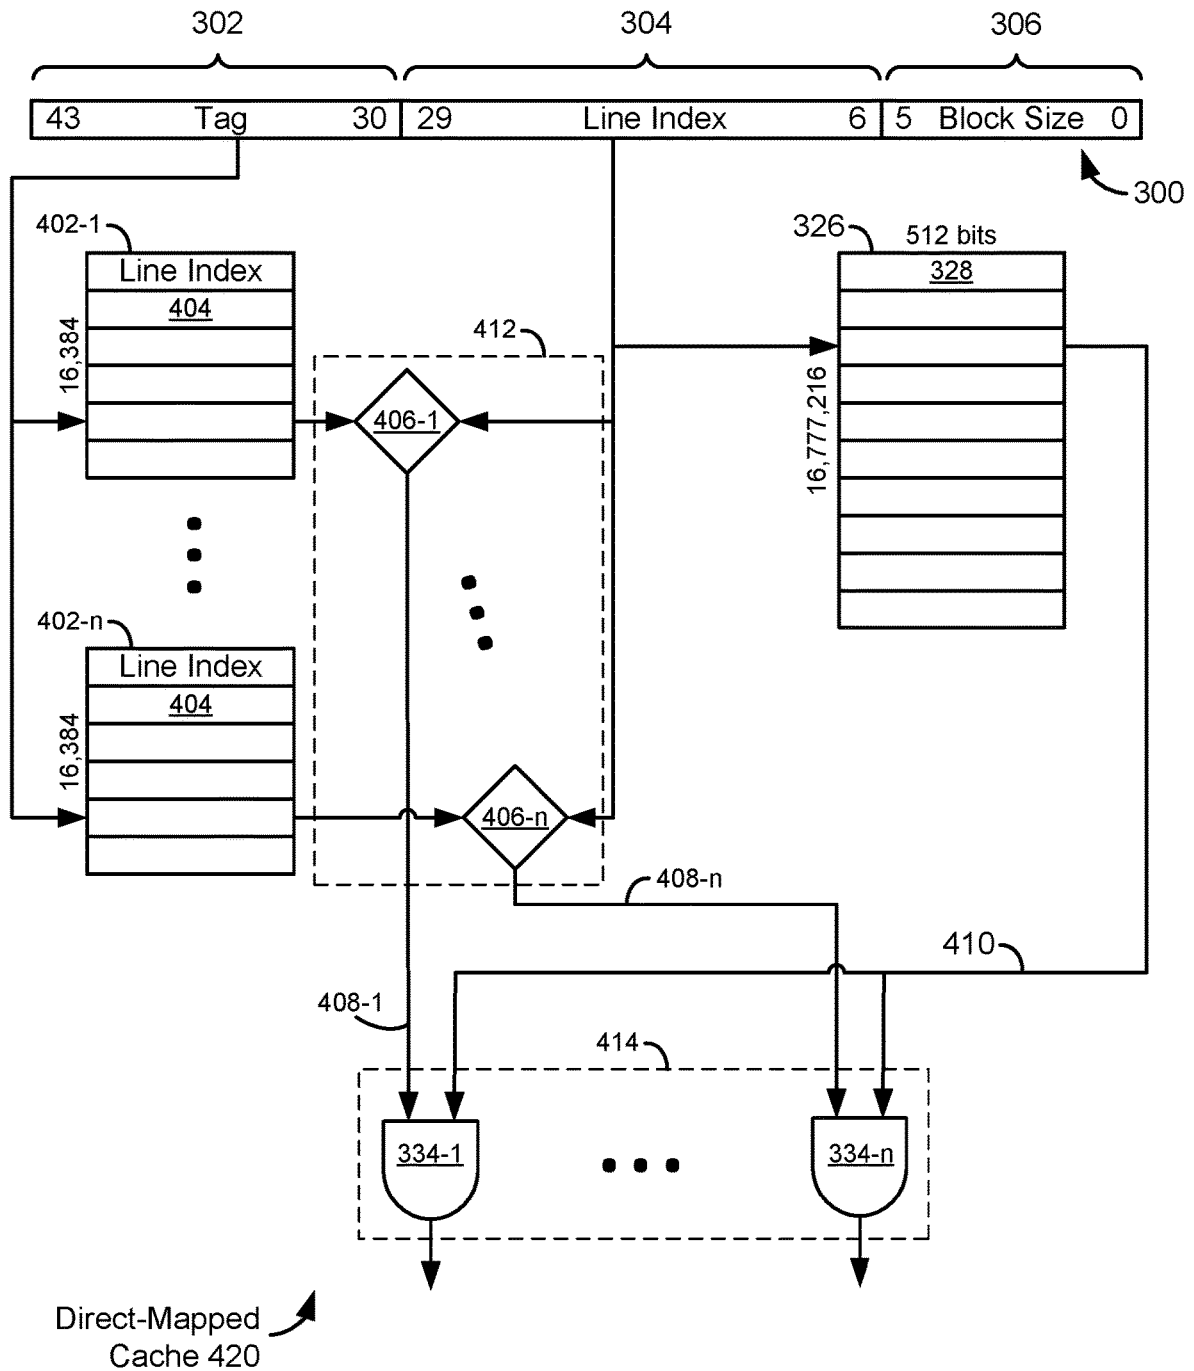 302 304 306
43 Tag 30 29 Line Index 6 5 Block Size 0
300
402-1
Line Index
404
16,384
326
512 bits
328
16,777,216
412
406-1
402-n
Line Index
404
16,384
406-n
408-n
410
408-1
414
334-1
334-n
Direct-Mapped
Cache 420